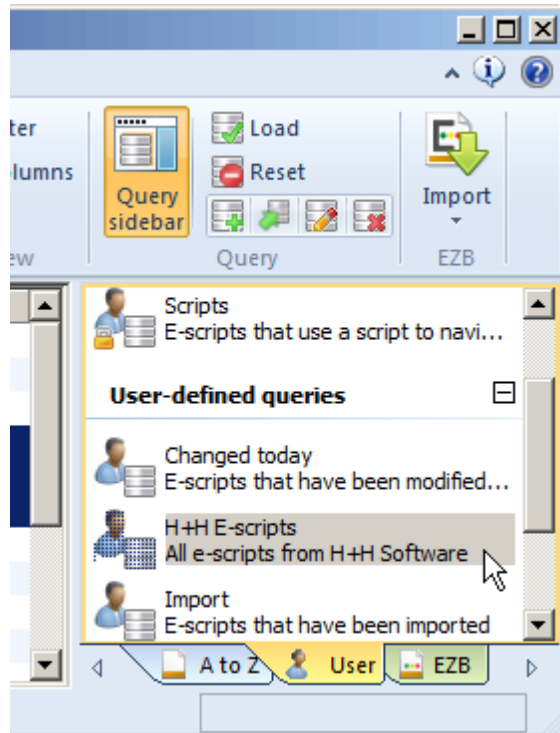 ter
lumns
ew
Query
sidebar
Load
Reset
Query
Import
EZB
Scripts
E-scripts that use a script to navi...
User-defined queries
Changed today
E-scripts that have been modified...
H+H E-scripts
All e-scripts from H+H Software
Import
E-scripts that have been imported
A to Z
User
EZB